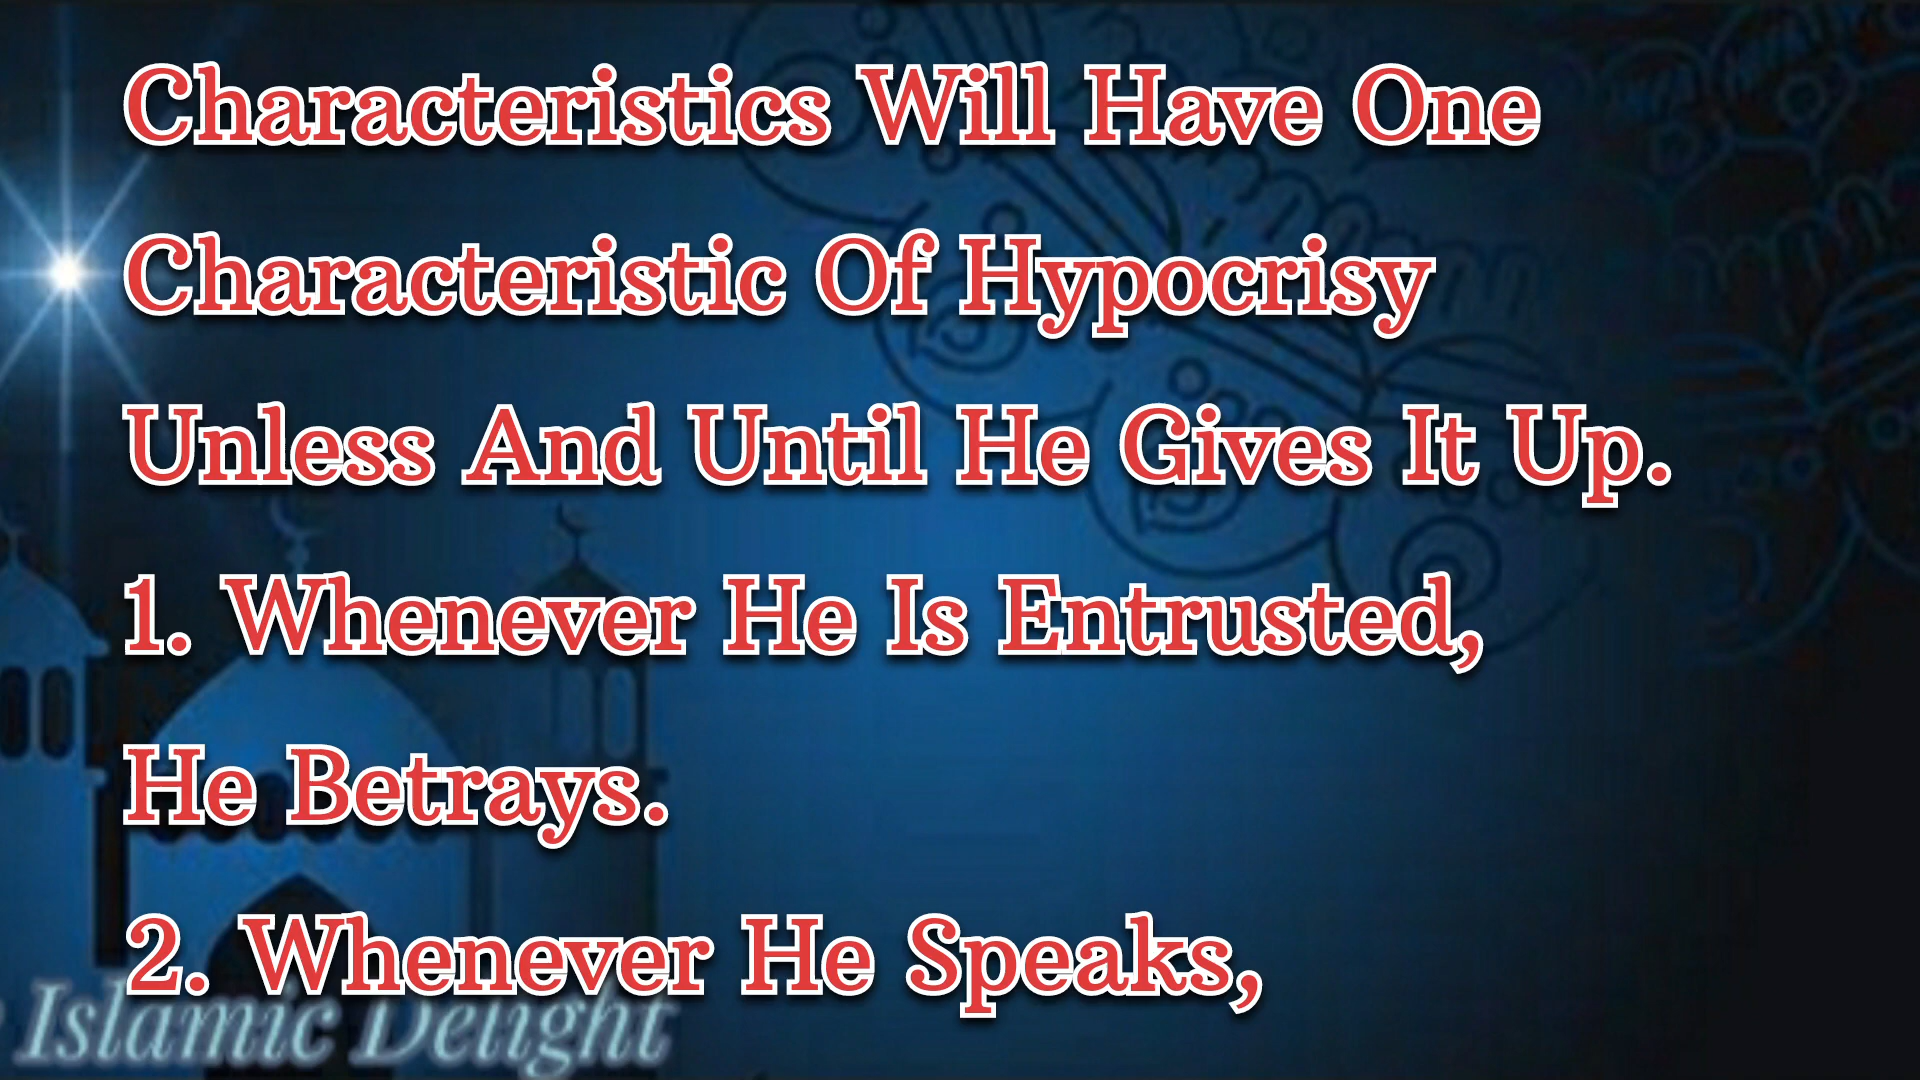 Characteristics Will Have One
Characteristic Of Hypocrisy
Unless And Until He Gives It Up.
1. Whenever He Is Entrusted,
He Betrays.
2. Whenever He Speaks,
Islamic Delight